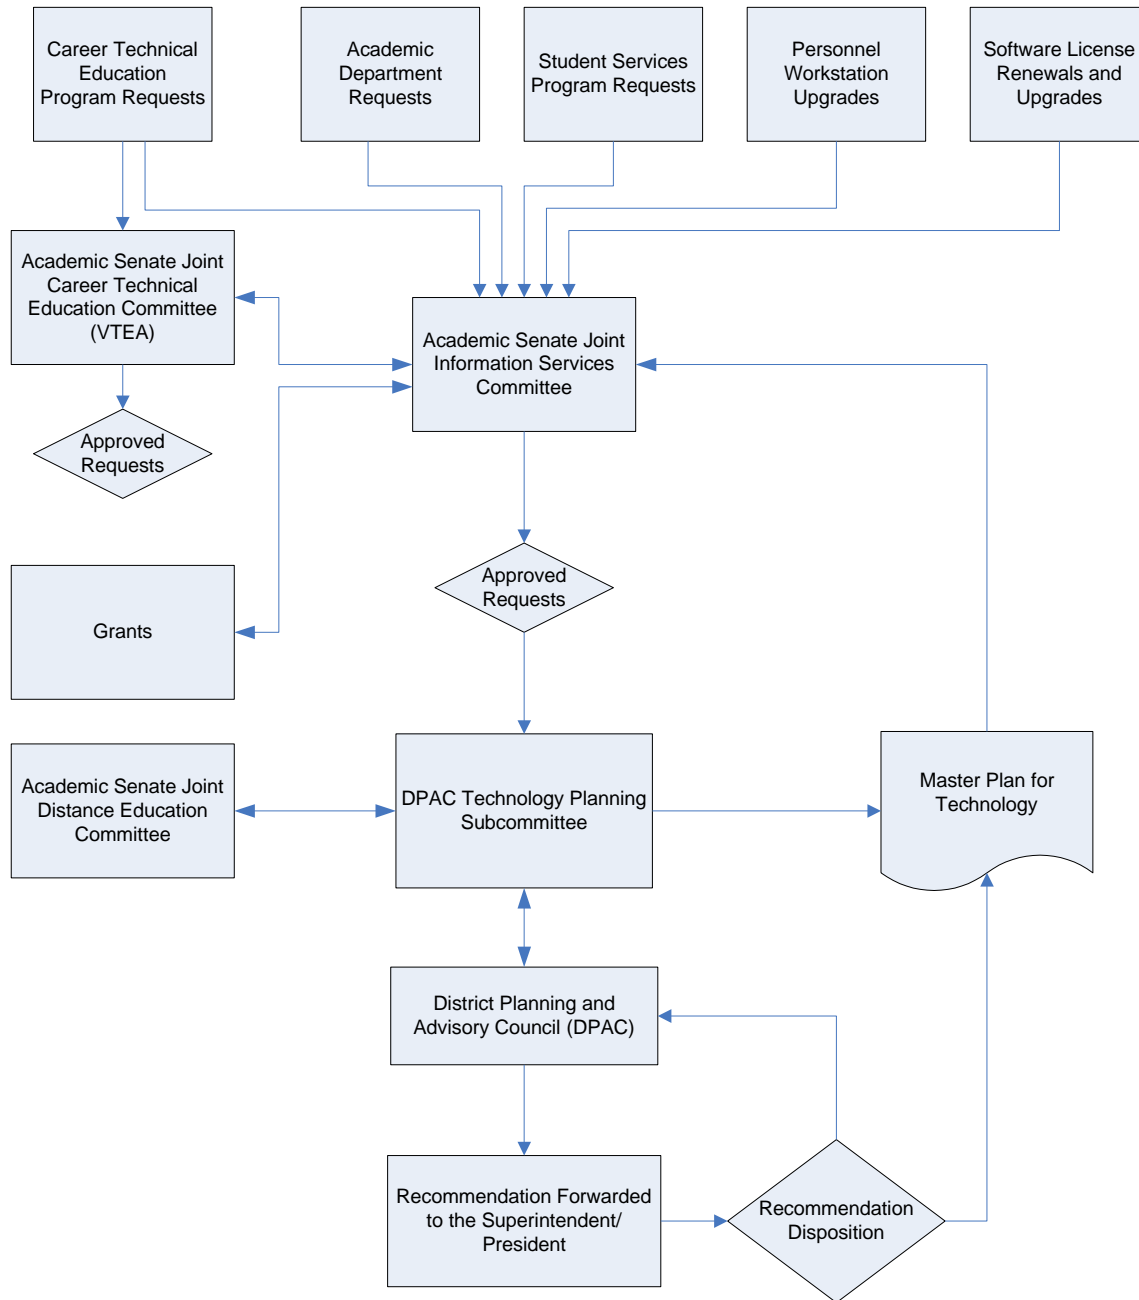 Career Technical
Education
Program Requests
Academic
Department
Requests
Student Services
Program Requests
Personnel
Workstation
Upgrades
Software License
Renewals and
Upgrades
Academic Senate Joint
Career Technical
Education Committee
(VTEA)
Academic Senate Joint
Information Services
Committee
Approved
Requests
Approved
Requests
Grants
Academic Senate Joint
Distance Education
Committee
DPAC Technology Planning
Subcommittee
Master Plan for
Technology
District Planning and
Advisory Council (DPAC)
Recommendation Forwarded
to the Superintendent/
President
Recommendation
Disposition